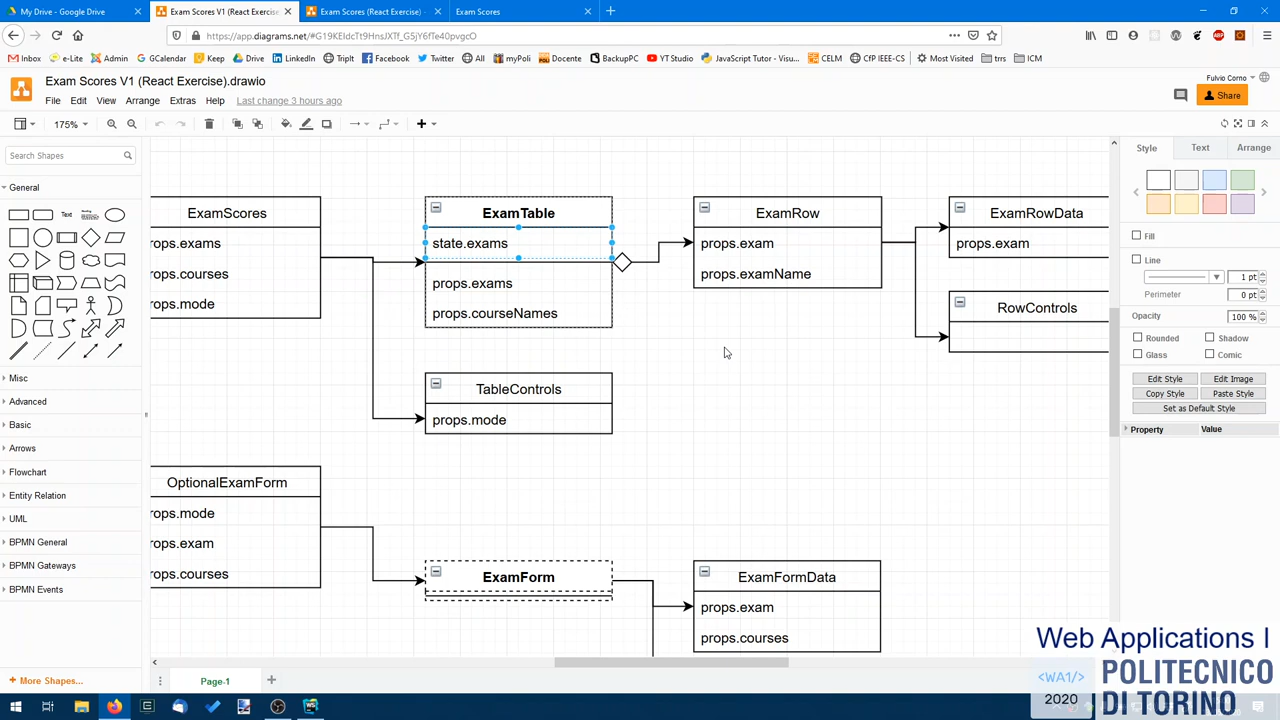 My Drive - Google Drive
Exam Scores V1 (React Exercise
Exam Scores (React Exercise) -
Exam Scores
https://app.diagrams.net/#G19KEIdcTt9HnsJXTf_G5jY6fTe40pvgcO
Inbox
e-Lite
Admin
GCalendar
Keep
Drive
LinkedIn
TripIt
Facebook
All
myPoli
Docente
BackupPC
YT Studio
JavaScript Tutor - Visu...
CELM
CfP IEEE-CS
Most Visited
trrs
ICM
Exam Scores V1 (React Exercise).drawio
Fulvio Corno
File
Edit
View
Arrange
Extras
Help
Last change 3 hours ago
Share
175%
Search Shapes
General
Text
Misc
Advanced
Basic
Arrows
Flowchart
Entity Relation
UML
BPMN General
BPMN Gateways
BPMN Events
More Shapes...
ExamScores
rops.exams
rops.courses
rops.mode
ExamTable
state.exams
props.exams
props.courseNames
ExamRow
props.exam
props.examName
ExamRowData
props.exam
RowControls
TableControls
props.mode
OptionalExamForm
rops.mode
rops.exam
rops.courses
ExamForm
ExamFormData
props.exam
props.courses
Style
Text
Arrange
Fill
Line
1 pt
Perimeter
0 pt
Opacity
100 %
Rounded
Shadow
Glass
Comic
Edit Style
Edit Image
Copy Style
Paste Style
Set as Default Style
Property
Value
Page-1
Web Applications I
<WA1/>
2020
POLITECNICO
DI TORINO